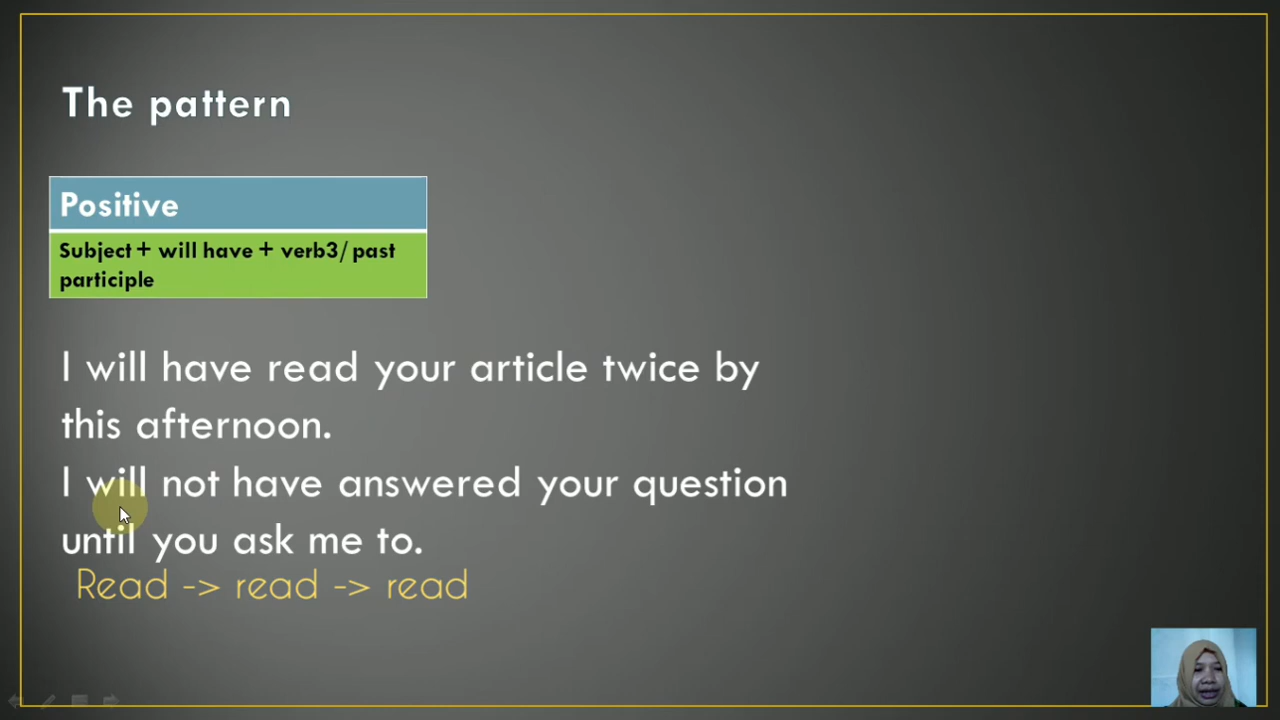 The pattern
Positive
Subject + will have + verb3/past
participle
I will have read your article twice by
this afternoon.
I will not have answered your question
until you ask me to.
Read -> read -> read